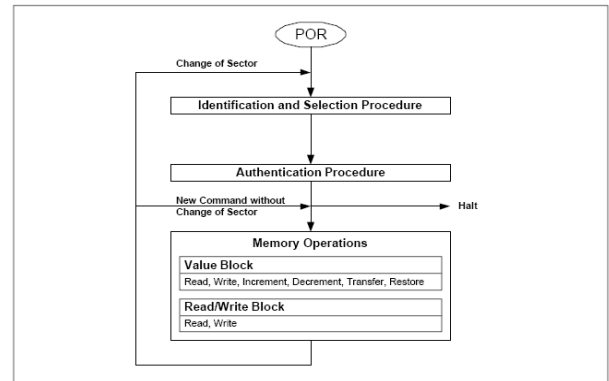 POR
Change of Sector
Identification and Selection Procedure
Authentication Procedure
New Command without
Change of Sector
Halt
Memory Operations
Value Block
Read, Write, Increment, Decrement, Transfer, Restore
Read/Write Block
Read, Write